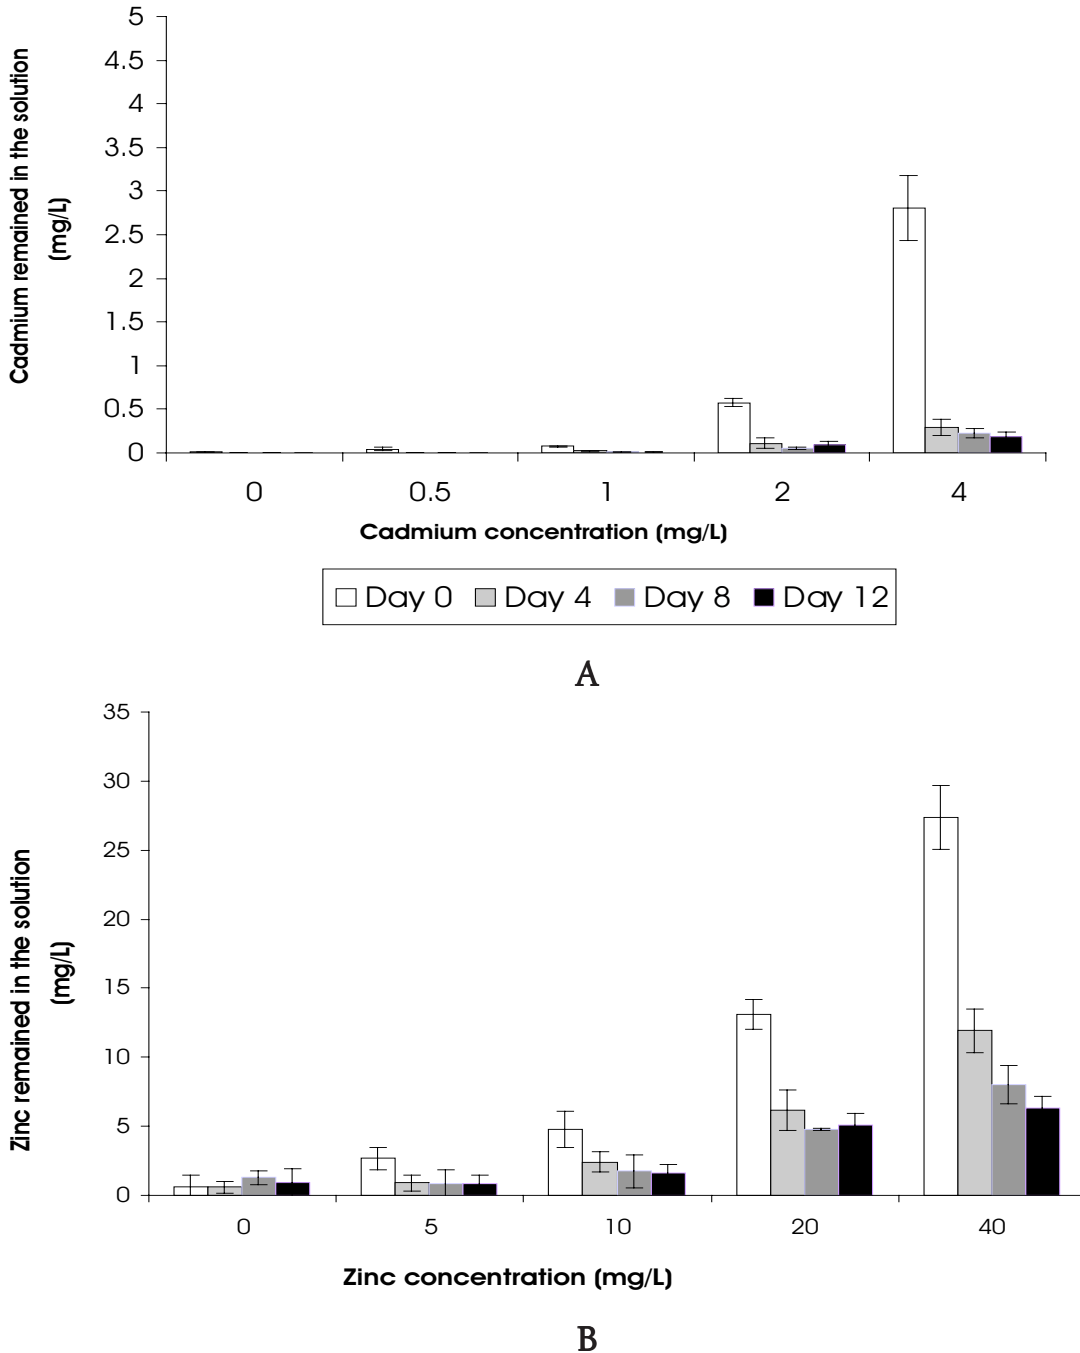 Cadmium remained in the solution
(mg/L)
5
4.5
4
3.5
3
2.5
2
1.5
1
0.5
0
0 0.5 1 2 4
Cadmium concentration (mg/L)
Day 0 Day 4 Day 8 Day 12
A
Zinc remained in the solution
(mg/L)
35
30
25
20
15
10
5
0
0 5 10 20 40
Zinc concentration (mg/L)
B